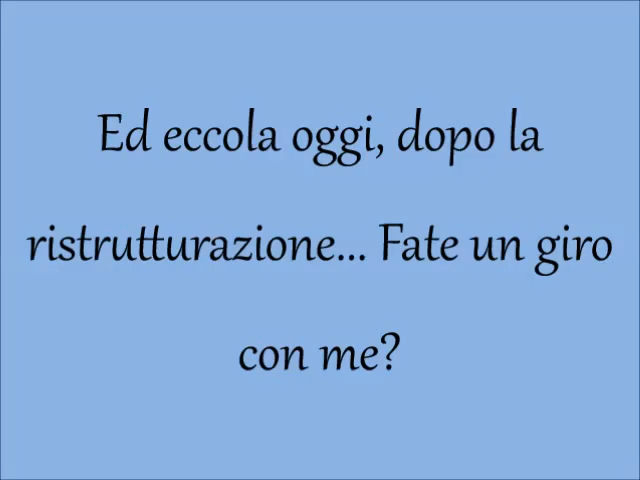 Ed eccola oggi, dopo la
ristrutturazione... Fate un giro
con me?